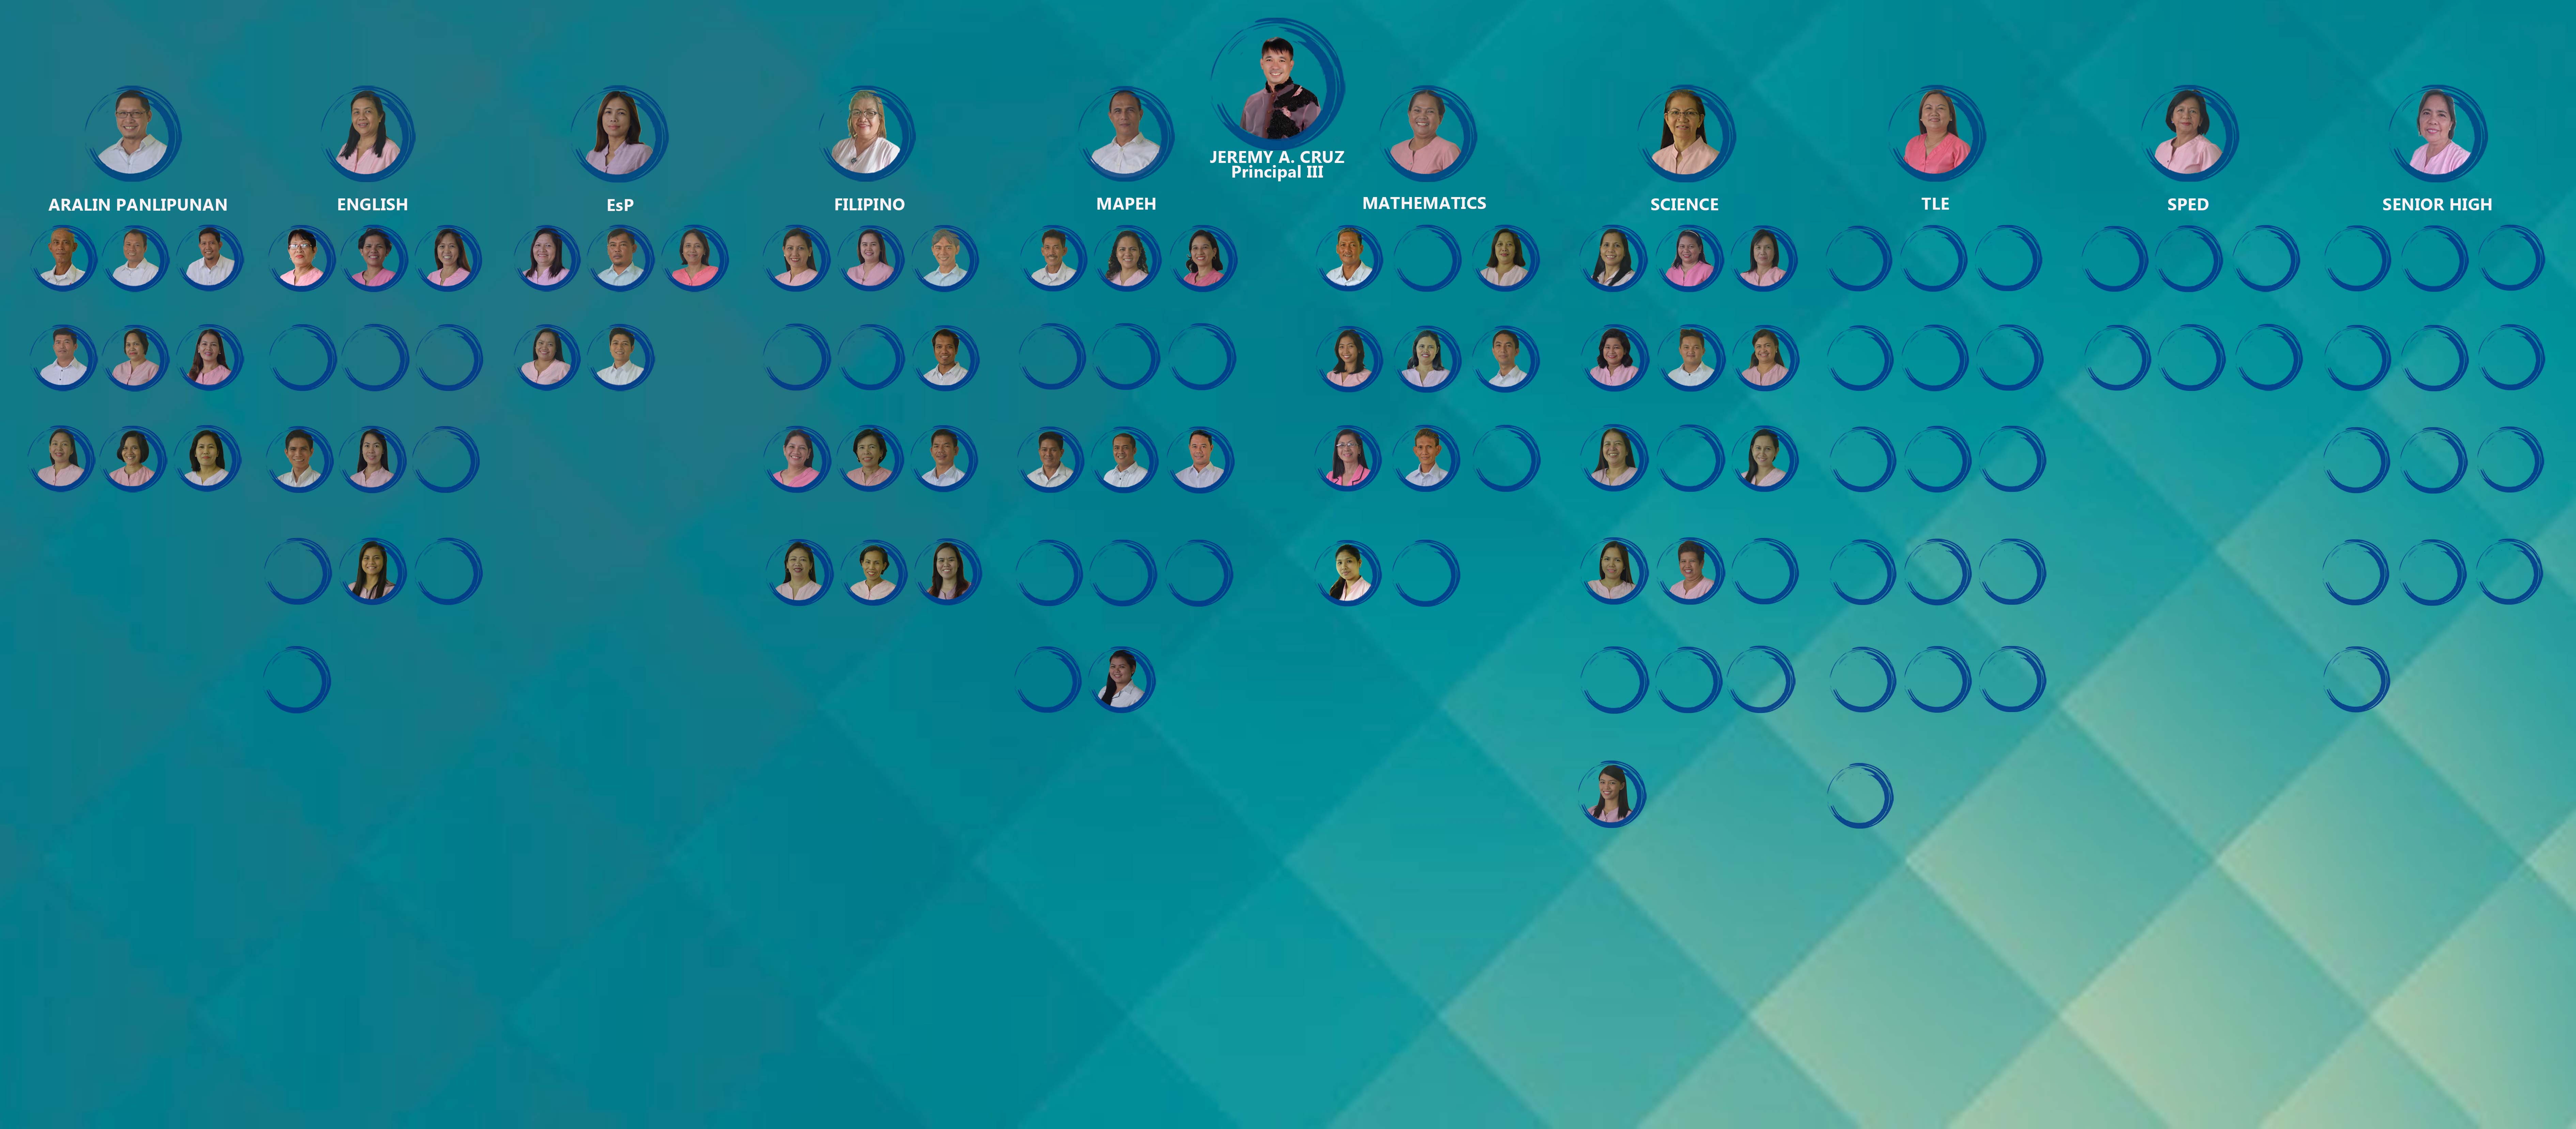 JEREMY A. CRUZ
Principal III
ARALIN PANLIPUNAN
ENGLISH
EsP
FILIPINO
MAPEH
MATHEMATICS
SCIENCE
TLE
SPED
SENIOR HIGH